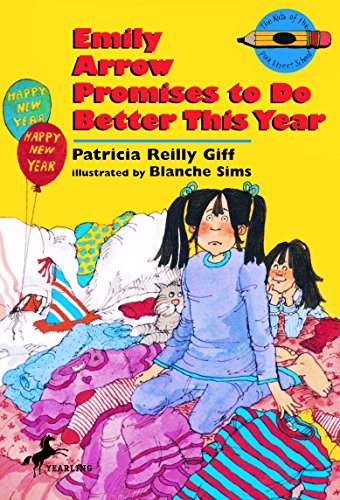 Emily
Arrow
Promises to Do
Better This Year
The Kids of the
Polk Street School
Patricia Reilly Giff
illustrated by Blanche Sims
HAPPY
NEW
YEAR
HAPPY
NEW
YEAR
YEARLING